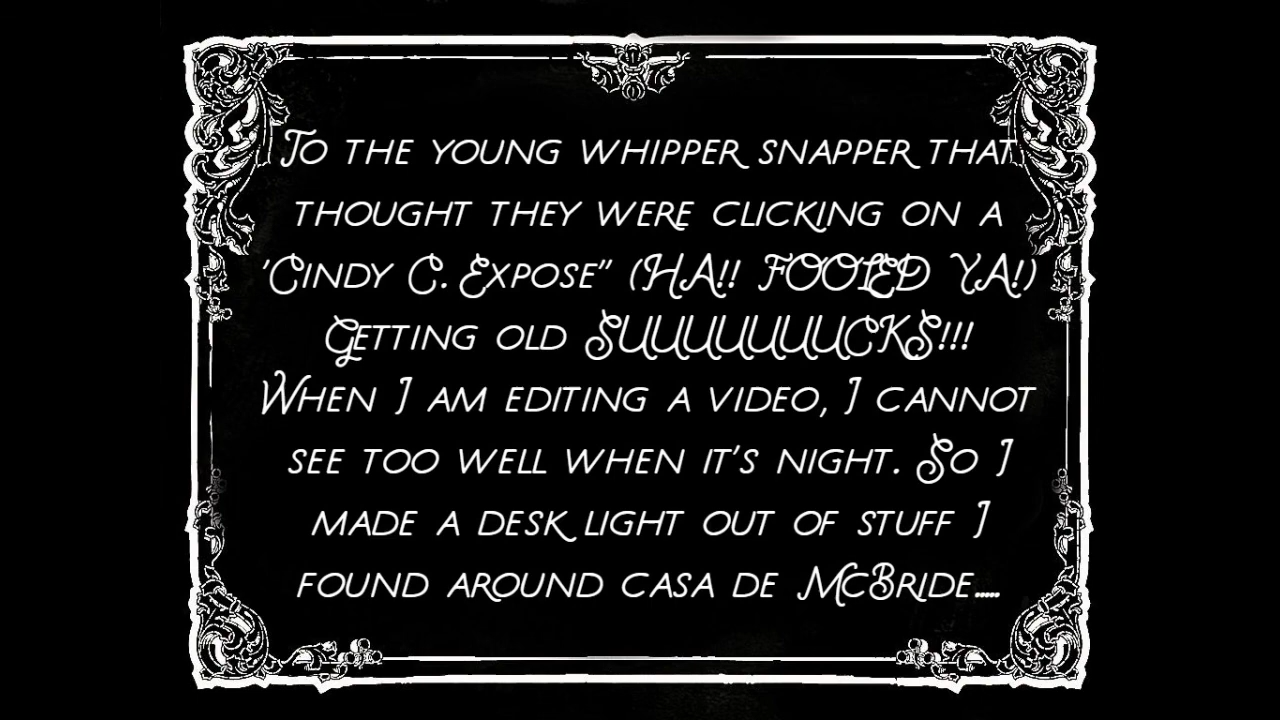 To the young whipper snapper that
thought they were clicking on a
'Cindy C. Expose" (HA!! FOOLED YA!)
Getting old SUUUUUUUCKS!!!
When I am editing a video, I cannot
see too well when it's night. So I
made a desk light out of stuff I
found around casa de McBride.....